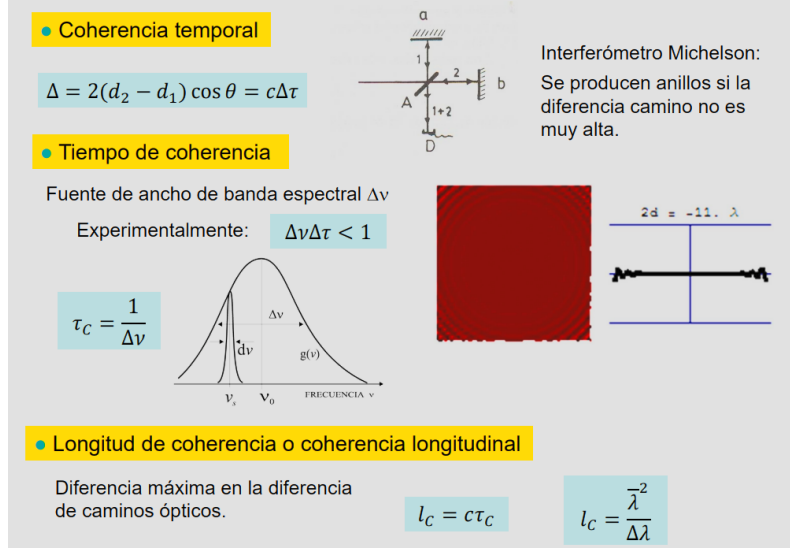 • Coherencia temporal
Δ = 2(d₂ − d₁) cos θ = cΔτ
a
1
2
b
A
1+2
D
Interferómetro Michelson:
Se producen anillos si la
diferencia camino no es
muy alta.
• Tiempo de coherencia
Fuente de ancho de banda espectral Δν
Experimentalmente:
ΔνΔτ < 1
2d = -11. λ
τ_C = 1/Δν
Δν
dν
g(ν)
ν_s
ν₀
FRECUENCIA ν
• Longitud de coherencia o coherencia longitudinal
Diferencia máxima en la diferencia
de caminos ópticos.
l_C = cτ_C
l_C = λ̅²/Δλ